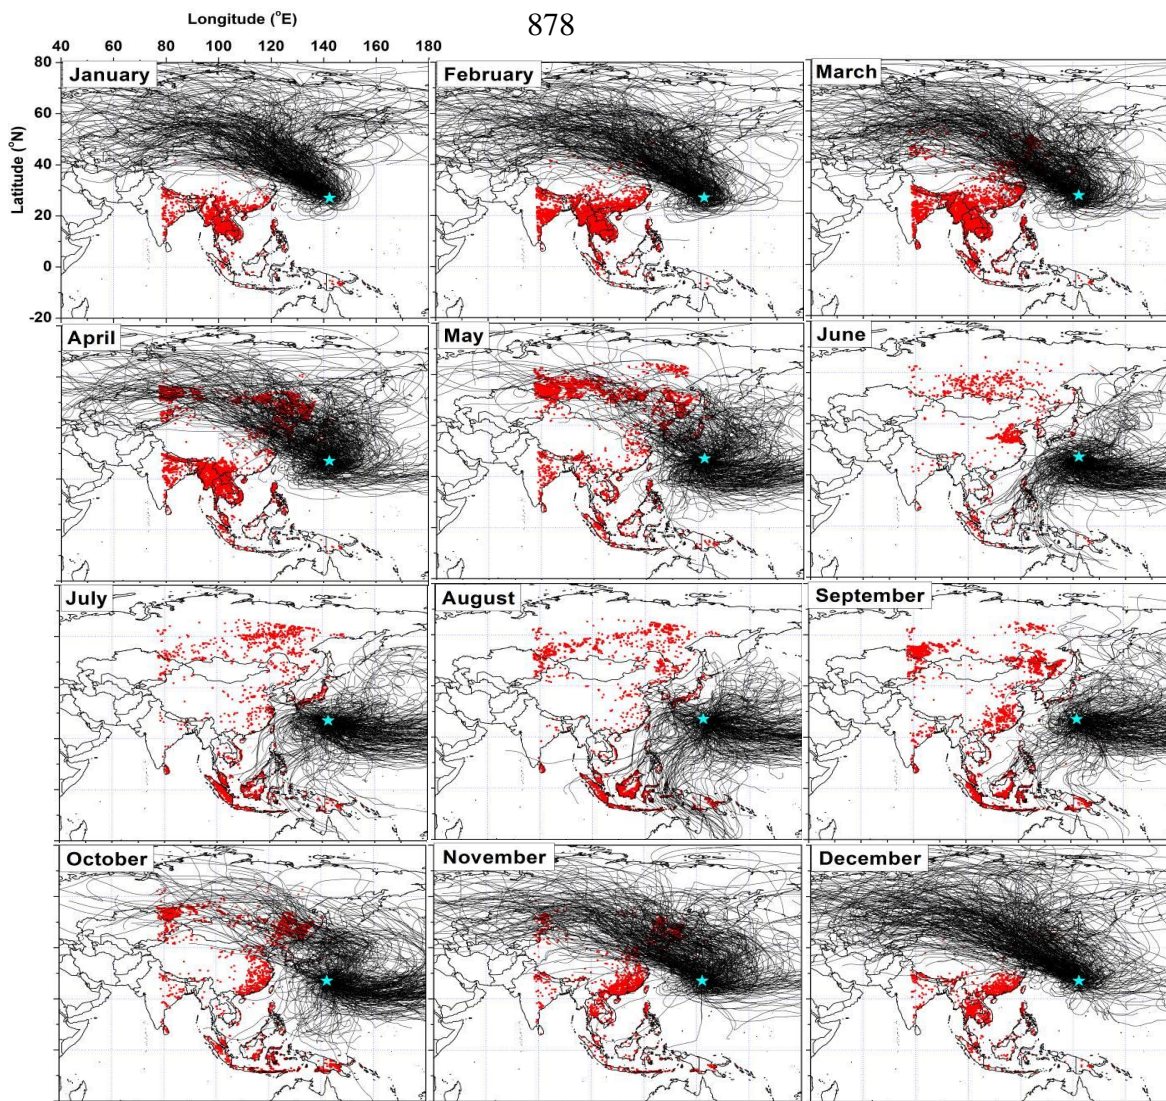 Longitude (°E)
878
40 60 80 100 120 140 160 180
80
60
40
20
0
-20
Latitude (°N)
January
February
March
April
May
June
July
August
September
October
November
December